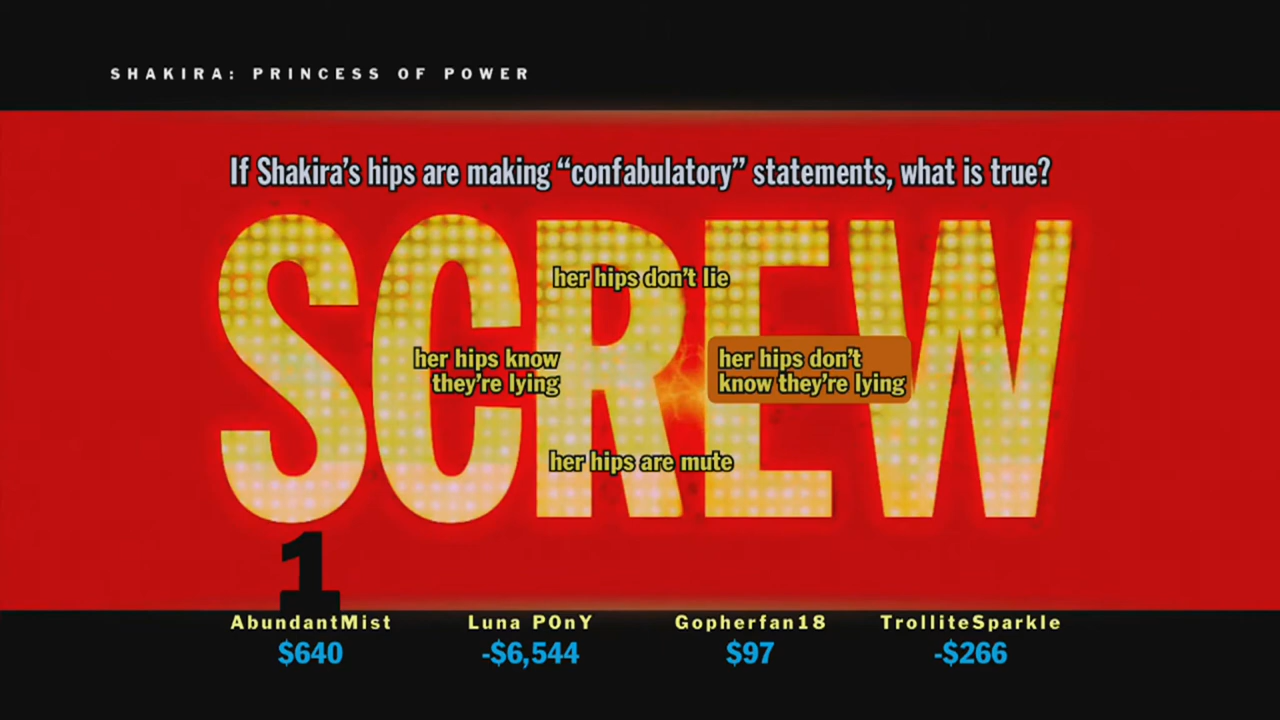 SHAKIRA: PRINCESS OF POWER
If Shakira's hips are making “confabulatory” statements, what is true?
SCREW
her hips don't lie
her hips know
they're lying
her hips don't
know they're lying
her hips are mute
1
AbundantMist
$640
Luna P0nY
-$6,544
Gopherfan18
$97
TrolliteSparkle
-$266